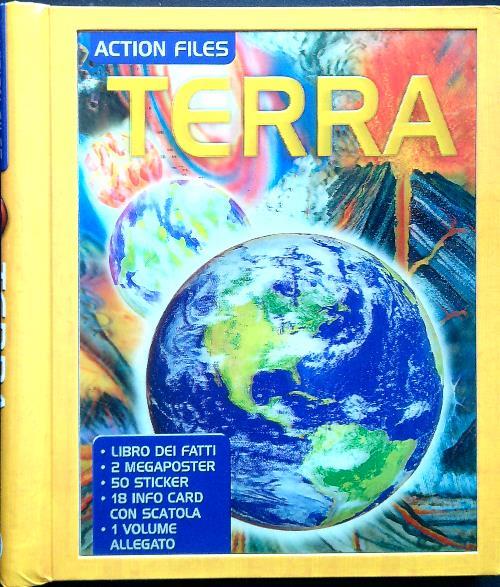 ACTION FILES
TERRA
• LIBRO DEI FATTI
• 2 MEGAPOSTER
• 50 STICKER
• 18 INFO CARD
CON SCATOLA
• 1 VOLUME
ALLEGATO
TERRA